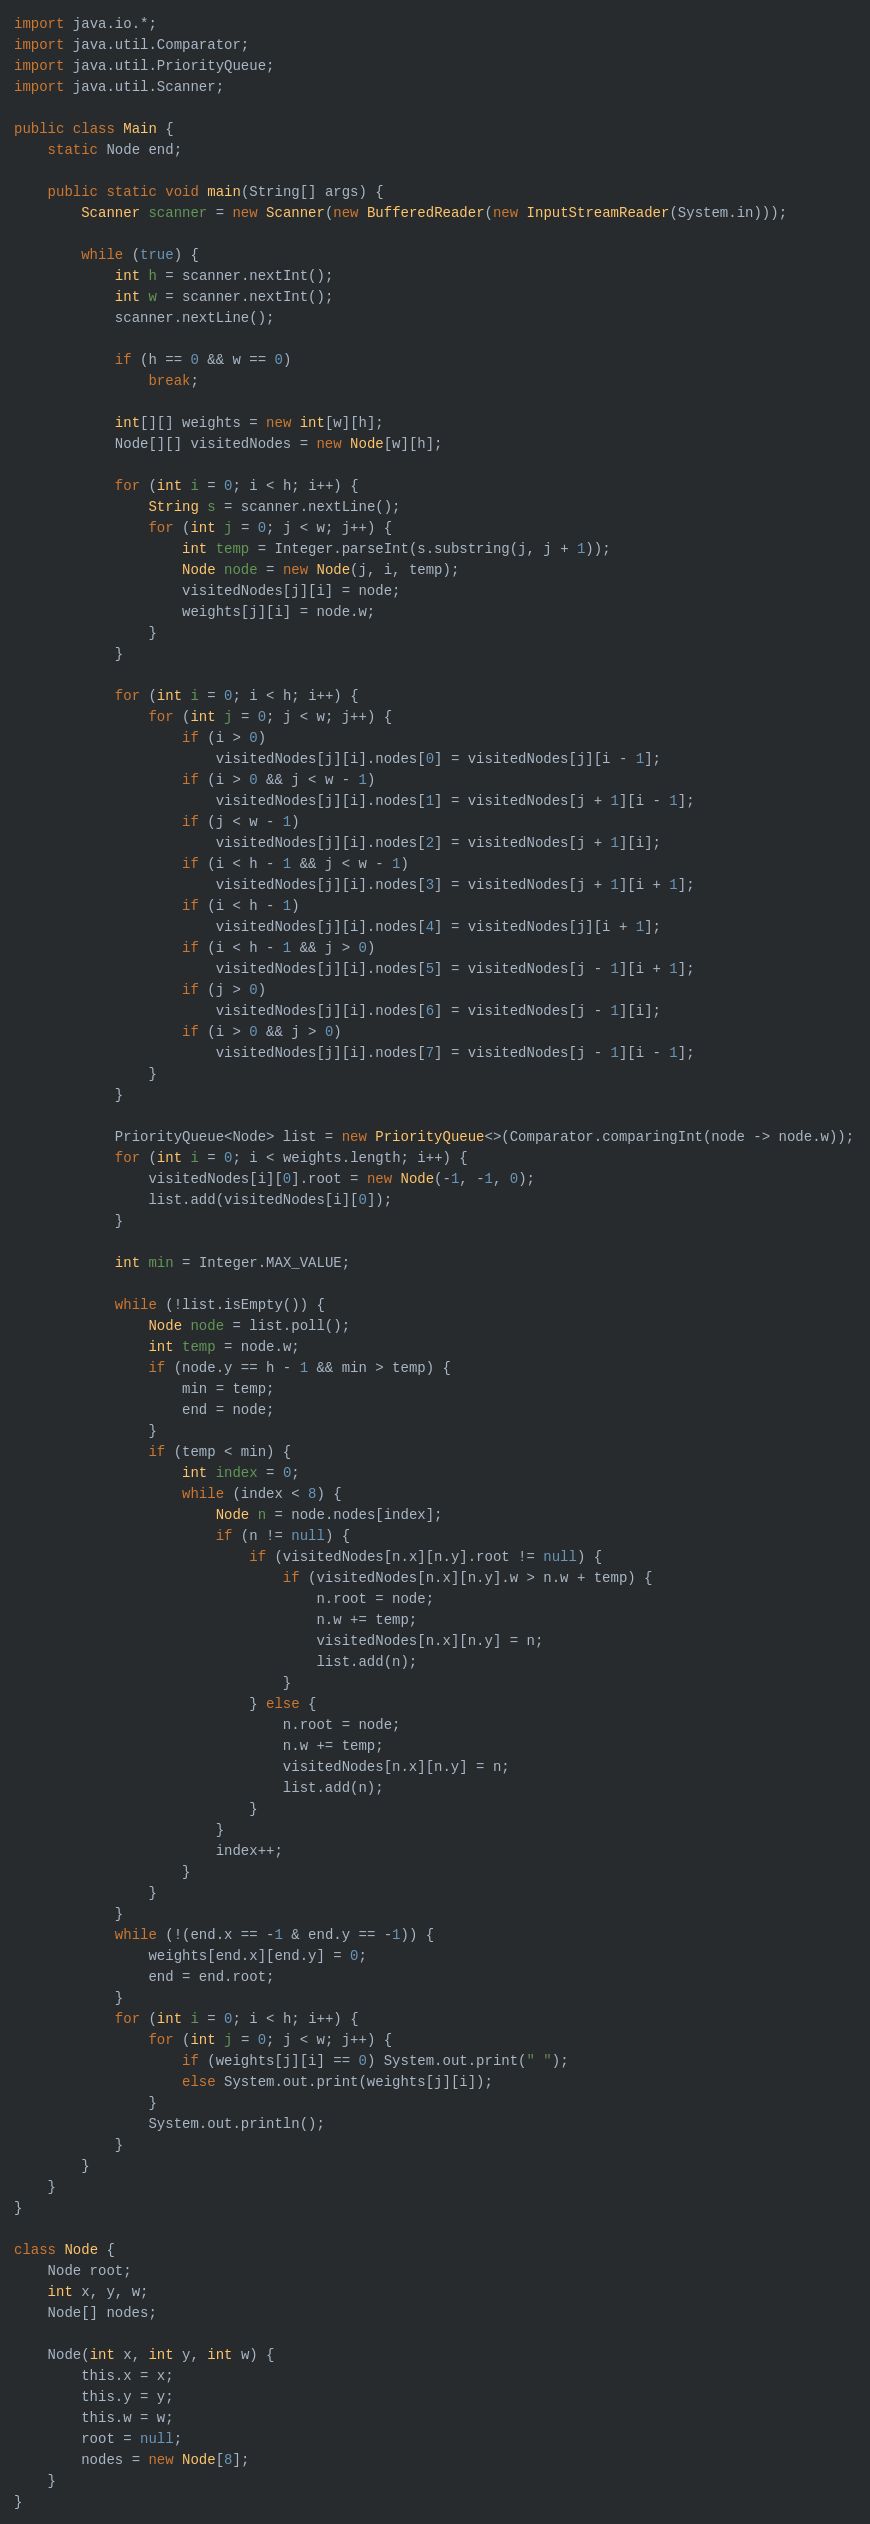 import java.io.*;
import java.util.Comparator;
import java.util.PriorityQueue;
import java.util.Scanner;

public class Main {
    static Node end;

    public static void main(String[] args) {
        Scanner scanner = new Scanner(new BufferedReader(new InputStreamReader(System.in)));

        while (true) {
            int h = scanner.nextInt();
            int w = scanner.nextInt();
            scanner.nextLine();

            if (h == 0 && w == 0)
                break;

            int[][] weights = new int[w][h];
            Node[][] visitedNodes = new Node[w][h];

            for (int i = 0; i < h; i++) {
                String s = scanner.nextLine();
                for (int j = 0; j < w; j++) {
                    int temp = Integer.parseInt(s.substring(j, j + 1));
                    Node node = new Node(j, i, temp);
                    visitedNodes[j][i] = node;
                    weights[j][i] = node.w;
                }
            }

            for (int i = 0; i < h; i++) {
                for (int j = 0; j < w; j++) {
                    if (i > 0)
                        visitedNodes[j][i].nodes[0] = visitedNodes[j][i - 1];
                    if (i > 0 && j < w - 1)
                        visitedNodes[j][i].nodes[1] = visitedNodes[j + 1][i - 1];
                    if (j < w - 1)
                        visitedNodes[j][i].nodes[2] = visitedNodes[j + 1][i];
                    if (i < h - 1 && j < w - 1)
                        visitedNodes[j][i].nodes[3] = visitedNodes[j + 1][i + 1];
                    if (i < h - 1)
                        visitedNodes[j][i].nodes[4] = visitedNodes[j][i + 1];
                    if (i < h - 1 && j > 0)
                        visitedNodes[j][i].nodes[5] = visitedNodes[j - 1][i + 1];
                    if (j > 0)
                        visitedNodes[j][i].nodes[6] = visitedNodes[j - 1][i];
                    if (i > 0 && j > 0)
                        visitedNodes[j][i].nodes[7] = visitedNodes[j - 1][i - 1];
                }
            }

            PriorityQueue<Node> list = new PriorityQueue<>(Comparator.comparingInt(node -> node.w));
            for (int i = 0; i < weights.length; i++) {
                visitedNodes[i][0].root = new Node(-1, -1, 0);
                list.add(visitedNodes[i][0]);
            }

            int min = Integer.MAX_VALUE;

            while (!list.isEmpty()) {
                Node node = list.poll();
                int temp = node.w;
                if (node.y == h - 1 && min > temp) {
                    min = temp;
                    end = node;
                }
                if (temp < min) {
                    int index = 0;
                    while (index < 8) {
                        Node n = node.nodes[index];
                        if (n != null) {
                            if (visitedNodes[n.x][n.y].root != null) {
                                if (visitedNodes[n.x][n.y].w > n.w + temp) {
                                    n.root = node;
                                    n.w += temp;
                                    visitedNodes[n.x][n.y] = n;
                                    list.add(n);
                                }
                            } else {
                                n.root = node;
                                n.w += temp;
                                visitedNodes[n.x][n.y] = n;
                                list.add(n);
                            }
                        }
                        index++;
                    }
                }
            }
            while (!(end.x == -1 & end.y == -1)) {
                weights[end.x][end.y] = 0;
                end = end.root;
            }
            for (int i = 0; i < h; i++) {
                for (int j = 0; j < w; j++) {
                    if (weights[j][i] == 0) System.out.print(" ");
                    else System.out.print(weights[j][i]);
                }
                System.out.println();
            }
        }
    }
}

class Node {
    Node root;
    int x, y, w;
    Node[] nodes;

    Node(int x, int y, int w) {
        this.x = x;
        this.y = y;
        this.w = w;
        root = null;
        nodes = new Node[8];
    }
}